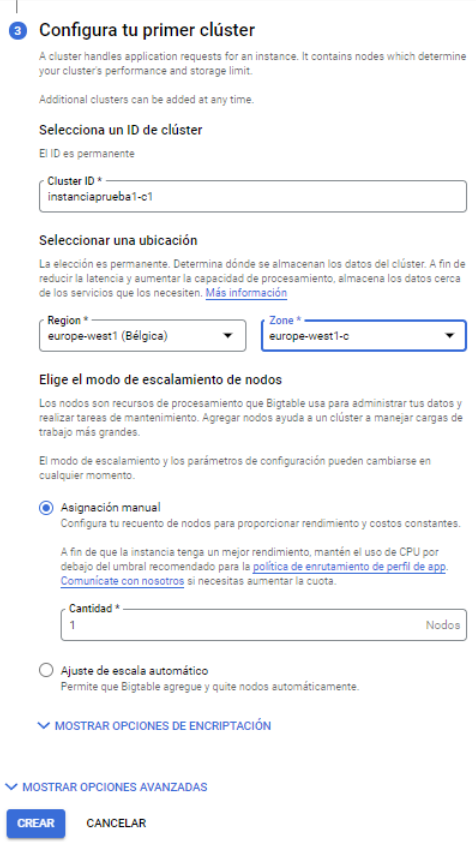 3 Configura tu primer clúster
A cluster handles application requests for an instance. It contains nodes which determine
your cluster's performance and storage limit.
Additional clusters can be added at any time.
Selecciona un ID de clúster
El ID es permanente
Cluster ID *
instanciaprueba1-c1
Seleccionar una ubicación
La elección es permanente. Determina dónde se almacenan los datos del clúster. A fin de
reducir la latencia y aumentar la capacidad de procesamiento, almacena los datos cerca
de los servicios que los necesiten. Más información
Region * Zone *
europe-west1 (Bélgica) europe-west1-c
Elige el modo de escalamiento de nodos
Los nodos son recursos de procesamiento que Bigtable usa para administrar tus datos y
realizar tareas de mantenimiento. Agregar nodos ayuda a un clúster a manejar cargas de
trabajo más grandes.
El modo de escalamiento y los parámetros de configuración pueden cambiarse en
cualquier momento.
Asignación manual
Configura tu recuento de nodos para proporcionar rendimiento y costos constantes.
A fin de que la instancia tenga un mejor rendimiento, mantén el uso de CPU por
debajo del umbral recomendado para la política de enrutamiento de perfil de app.
Comunícate con nosotros si necesitas aumentar la cuota.
Cantidad *
1 Nodos
Ajuste de escala automático
Permite que Bigtable agregue y quite nodos automáticamente.
MOSTRAR OPCIONES DE ENCRIPTACIÓN
MOSTRAR OPCIONES AVANZADAS
CREAR CANCELAR